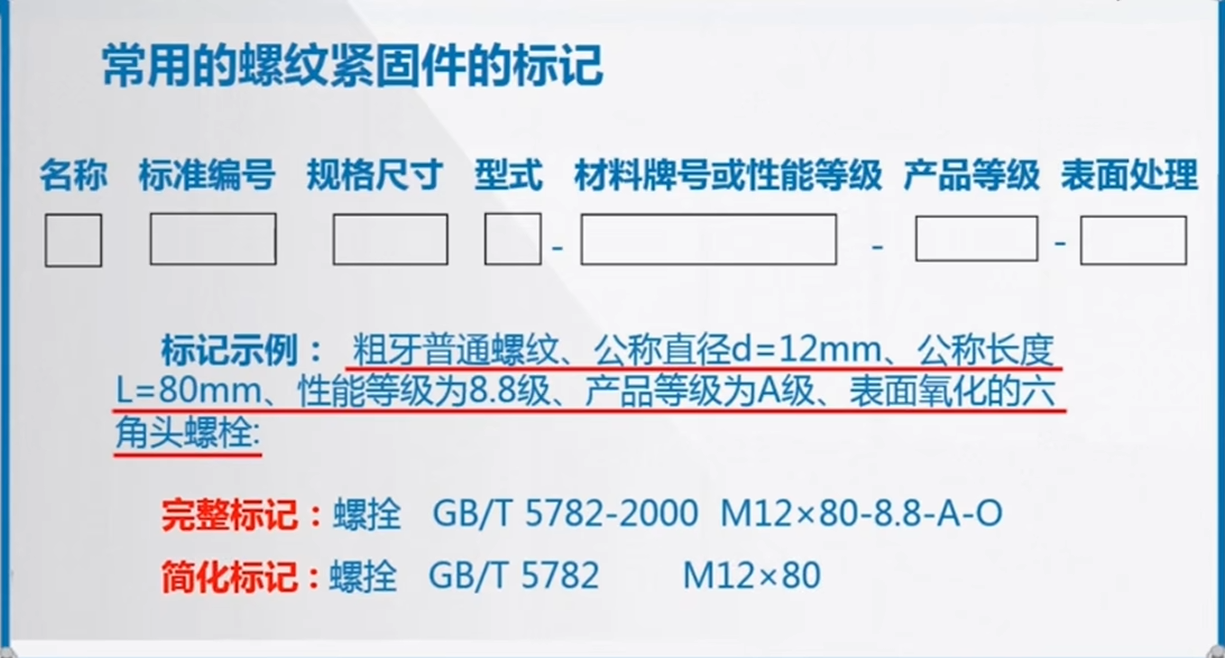 常用的螺纹紧固件的标记
名称 标准编号 规格尺寸 型式 材料牌号或性能等级 产品等级 表面处理
- - -
标记示例： 粗牙普通螺纹、公称直径d=12mm、公称长度
L=80mm、性能等级为8.8级、产品等级为A级、表面氧化的六
角头螺栓:
完整标记：螺拴 GB/T 5782-2000 M12×80-8.8-A-O
简化标记：螺拴 GB/T 5782 M12×80